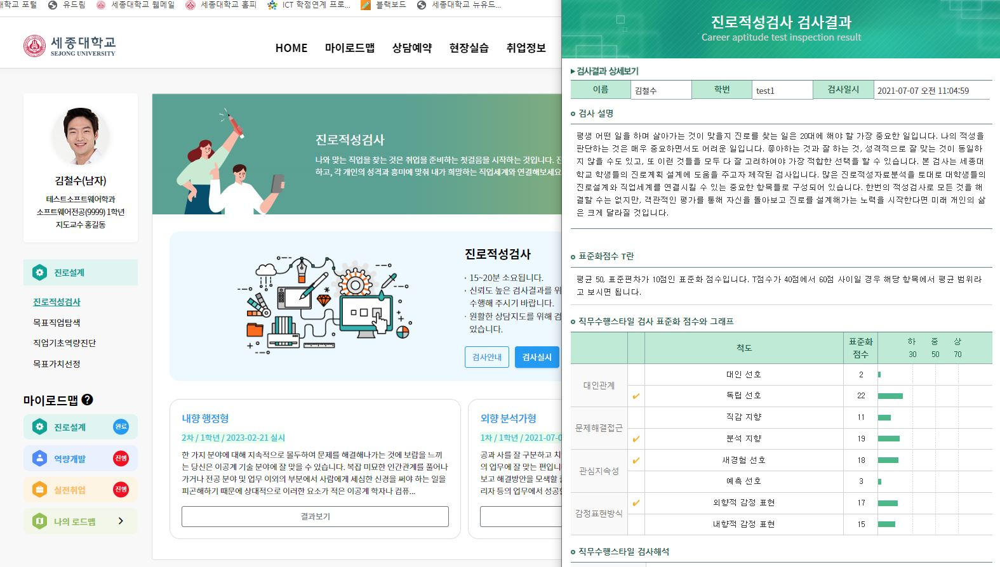 대학교 포털
유드림
세종대학교 웹메일
세종대학교 홈피
ICT 학점연계 프로...
블랙보드
세종대학교 뉴유드...
세종대학교
SEJONG UNIVERSITY
HOME
마이로드맵
상담예약
현장실습
취업정보
김철수(남자)
테스트소프트웨어학과
소프트웨어전공(9999) 1학년
지도교수 홍길동
진로설계
진로적성검사
목표직업탐색
직업기초역량진단
목표가치선정
마이로드맵 ?
진로설계 완료
역량개발 진행
실전취업 진행
나의 로드맵
진로적성검사
나와 맞는 직업을 찾는 것은 취업을 준비하는 첫걸음을 시작하는 것입니다. 진
하고, 각 개인의 성격과 흥미에 맞춰 내가 희망하는 직업세계와 연결해보세요
진로적성검사
· 15~20분 소요됩니다.
· 신뢰도 높은 검사결과를 위
수행해 주시기 바랍니다.
· 원활한 상담지도를 위해 검
있습니다.
검사안내
검사실시
내향 행정형
2차 / 1학년 / 2023-02-21 실시
한 가지 분야에 대해 지속적으로 몰두하여 문제를 해결해나가는 것에 보람을 느끼
는 당신은 이공계 기술 분야에 잘 맞을 수 있습니다. 복잡 미묘한 인간관계를 풀어나
가거나 전공 분야 및 업무 이외의 부분에서 사람에게 세심한 신경을 써야 하는 일을
피곤해하기 때문에 상대적으로 이러한 요소가 적은 이공계 학자나 컴퓨...
결과보기
외향 분석가형
1차 / 1학년 / 2021-07-0
공과 사를 잘 구분하고 치
의 업무에 잘 맞는 편입니
보고 해결방안을 모색할 줄
리자 등의 업무에서 성공할
진로적성검사 검사결과
Career aptitude test inspection result
검사결과 상세보기
이름 김철수 학번 test1 검사일시 2021-07-07 오전 11:04:59
검사 설명
평생 어떤 일을 하며 살아가는 것이 맞을지 진로를 찾는 일은 20대에 해야 할 가장 중요한 일입니다. 나의 적성을
판단하는 것은 매우 중요하면서도 어려운 일입니다. 좋아하는 것과 잘 하는 것, 성격적으로 잘 맞는 것이 동일하
지 않을 수도 있고, 또 이런 것들을 모두 다 잘 고려하여야 가장 적합한 선택을 할 수 있습니다. 본 검사는 세종대
학교 학생들의 진로계획 설계에 도움을 주고자 제작된 검사입니다. 많은 진로적성자료분석을 토대로 대학생들의
진로설계와 직업세계를 연결시킬 수 있는 중요한 항목들로 구성되어 있습니다. 한번의 적성검사로 모든 것을 해
결할 수는 없지만, 객관적인 평가를 통해 자신을 돌아보고 진로를 설계해가는 노력을 시작한다면 미래 개인의 삶
은 크게 달라질 것입니다.
표준화점수 T란
평균 50, 표준편차가 10점인 표준화 점수입니다. T점수가 40점에서 60점 사이일 경우 해당 항목에서 평균 범위라
고 보시면 됩니다.
직무수행스타일 검사 표준화 점수와 그래프
척도 표준화 점수 하 30 중 50 상 70
대인관계
대인 선호 2
독립 선호 22
문제해결접근
직감 지향 11
분석 지향 19
관심지속성
새경험 선호 18
예측 선호 3
감정표현방식
외향적 감정 표현 17
내향적 감정 표현 15
직무수행스타일 검사해석